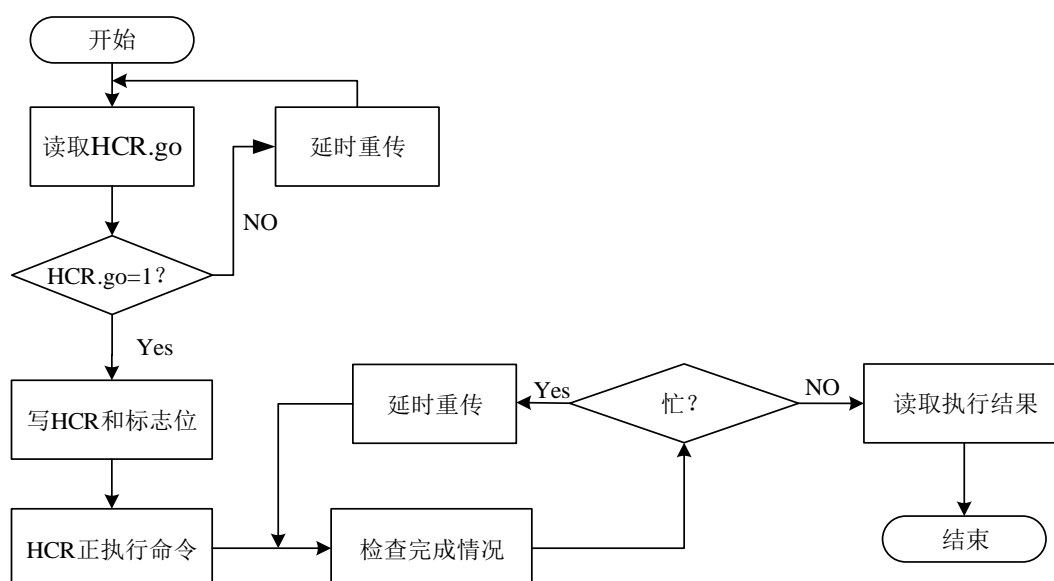 开始
读取HCR.go
延时重传
NO
HCR.go=1?
Yes
写HCR和标志位
延时重传
Yes
忙?
NO
读取执行结果
HCR正执行命令
检查完成情况
结束